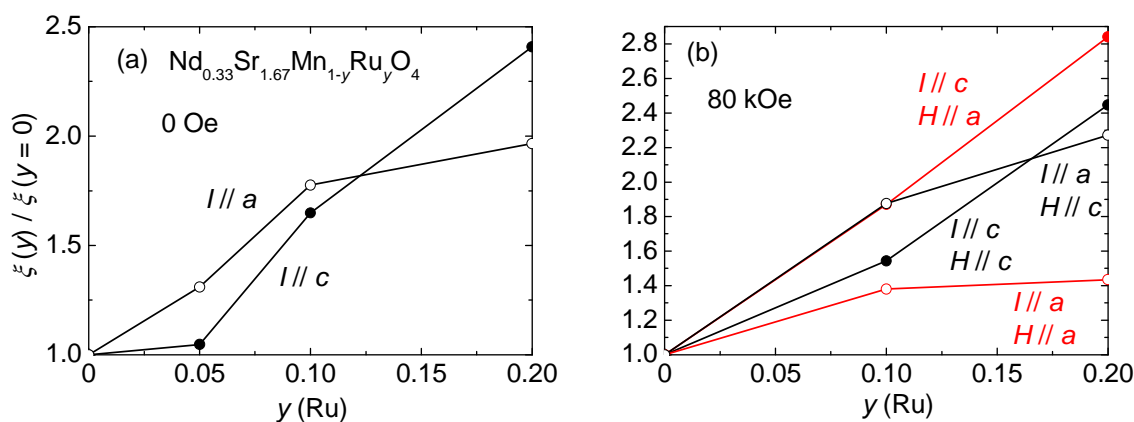 (a) Nd0.33Sr1.67Mn1-yRuyO4
0 Oe
I // a
I // c
ξ (y) / ξ (y = 0)
2.5
2.0
1.5
1.0
0 0.05 0.10 0.15 0.20
y (Ru)
(b)
80 kOe
I // c
H // a
I // a
H // c
I // c
H // c
I // a
H // a
2.8
2.6
2.4
2.2
2.0
1.8
1.6
1.4
1.2
1.0
0 0.05 0.10 0.15 0.20
y (Ru)